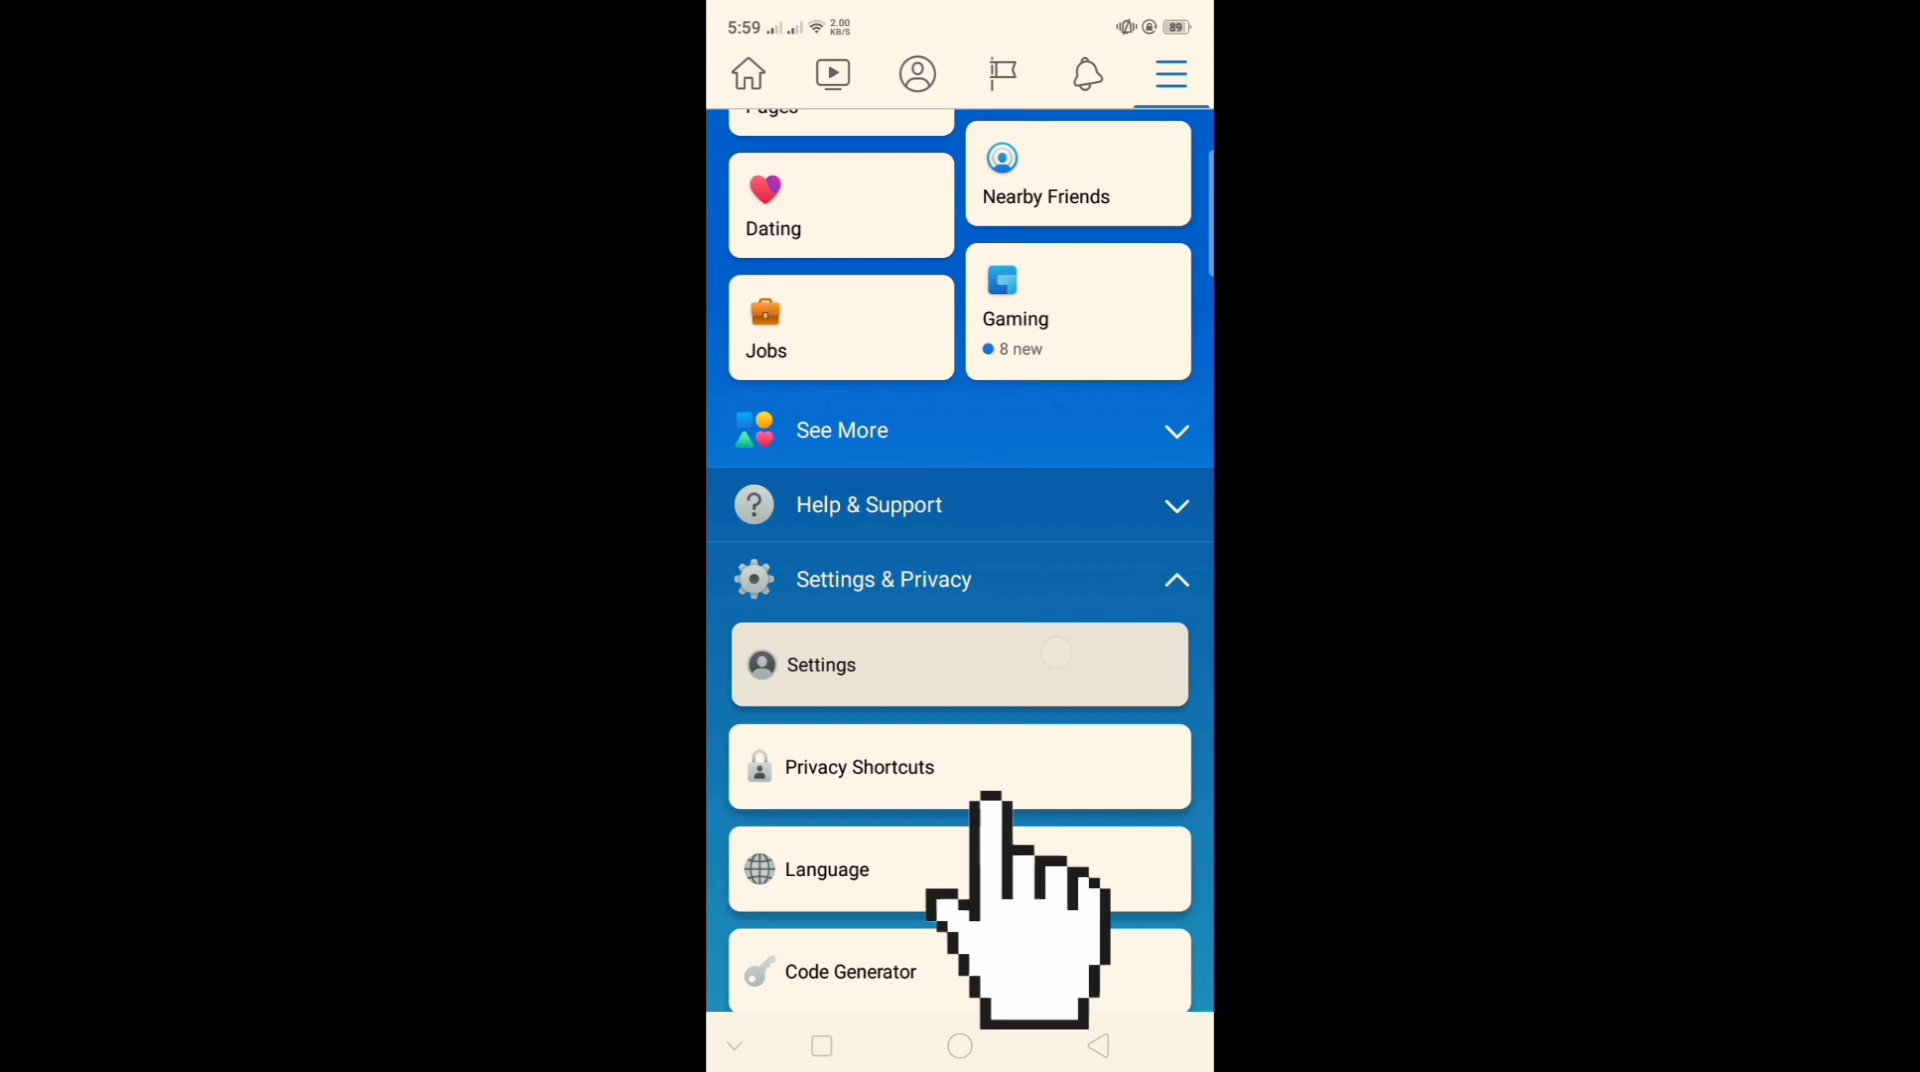 5:59
2.00
KB/S
89
Pages
Nearby Friends
Dating
Gaming
8 new
Jobs
See More
Help & Support
Settings & Privacy
Settings
Privacy Shortcuts
Language
Code Generator